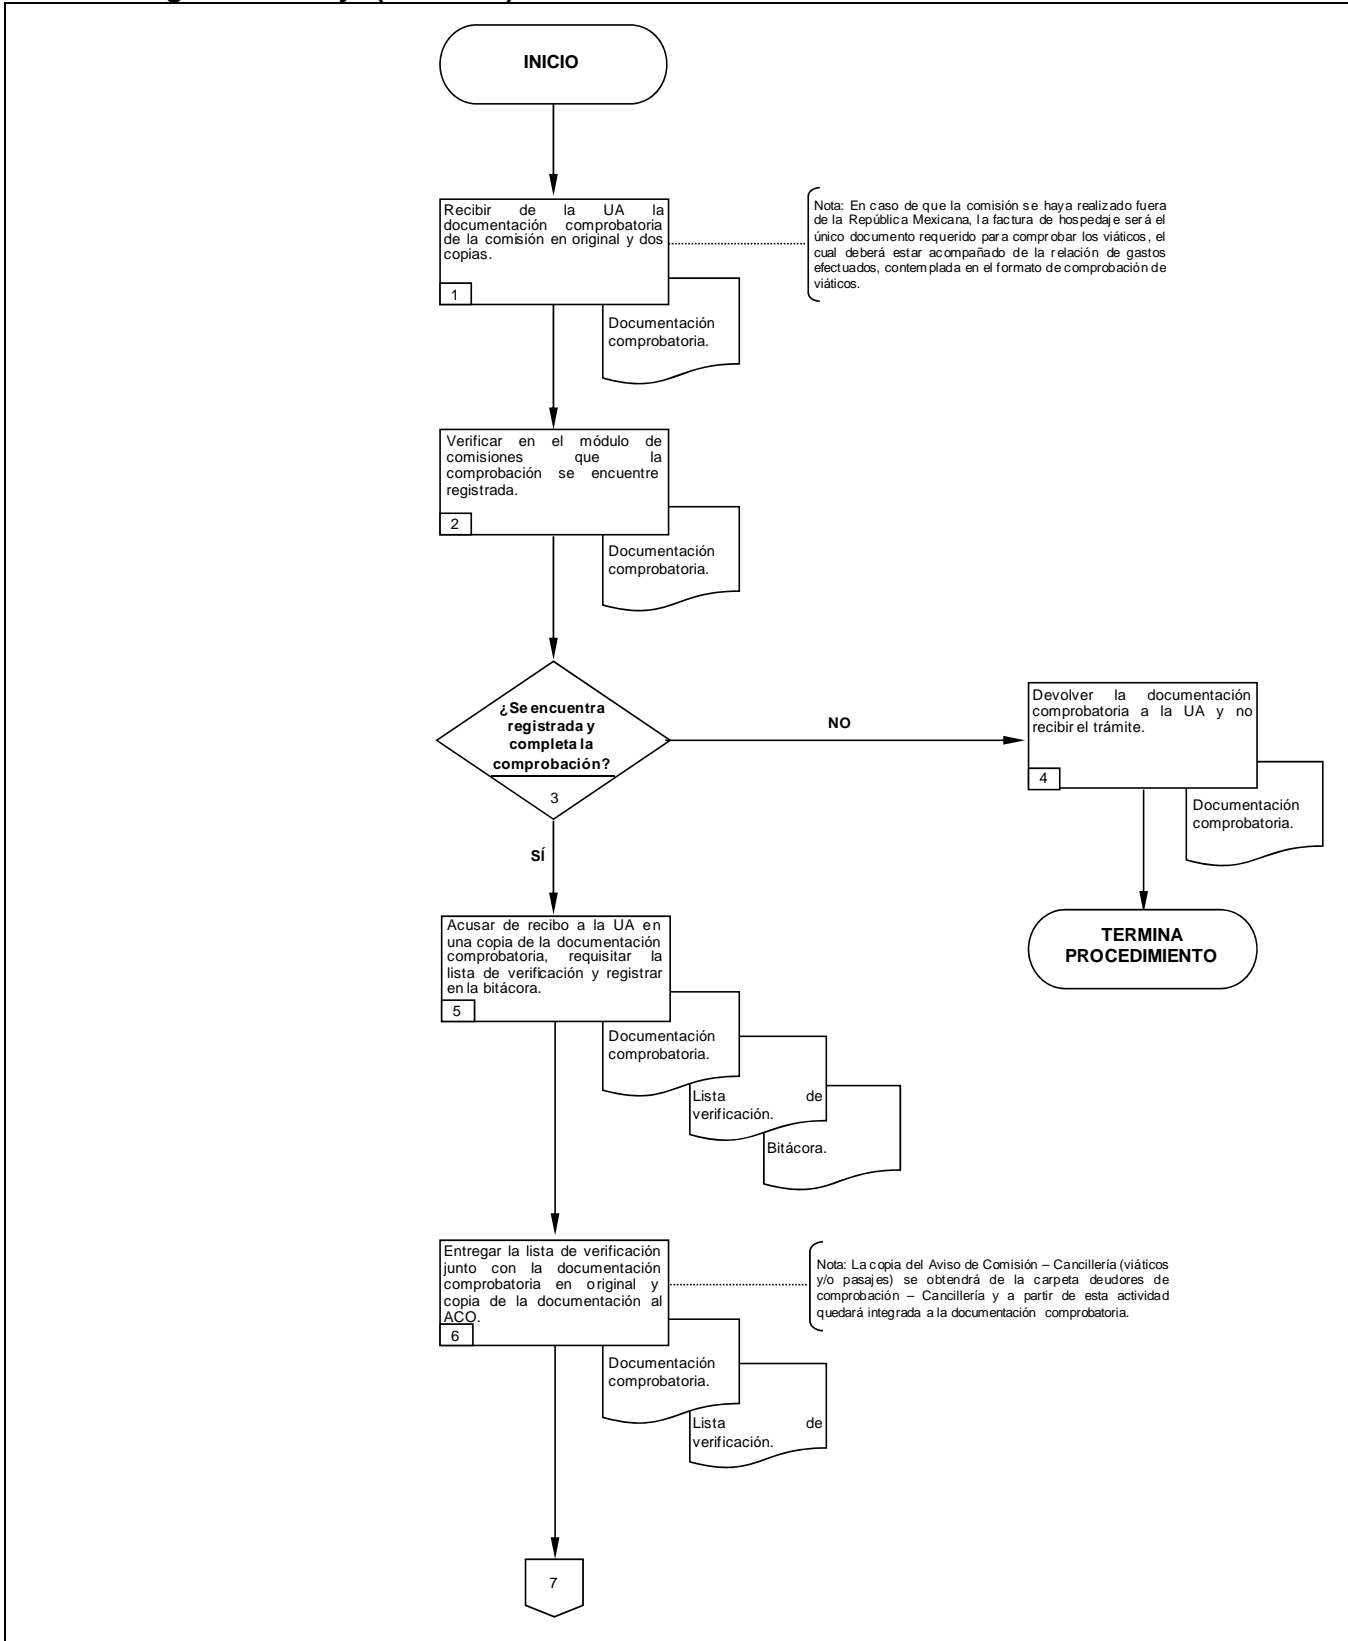 INICIO
Recibir de la UA la
documentación comprobatoria
de la comisión en original y dos
copias.
1
Nota: En caso de que la comisión se haya realizado fuera
de la República Mexicana, la factura de hospedaje será el
único documento requerido para comprobar los viáticos, el
cual deberá estar acompañado de la relación de gastos
efectuados, contemplada en el formato de comprobación de
viáticos.
Documentación
comprobatoria.
Verificar en el módulo de
comisiones que la
comprobación se encuentre
registrada.
2
Documentación
comprobatoria.
¿Se encuentra
registrada y
completa la
comprobación?
3
NO
Devolver la documentación
comprobatoria a la UA y no
recibir el trámite.
4
Documentación
comprobatoria.
TERMINA
PROCEDIMIENTO
SÍ
Acusar de recibo a la UA en
una copia de la documentación
comprobatoria, requisitar la
lista de verificación y registrar
en la bitácora.
5
Documentación
comprobatoria.
Lista de
verificación.
Bitácora.
Entregar la lista de verificación
junto con la documentación
comprobatoria en original y
copia de la documentación al
ACO.
6
Nota: La copia del Aviso de Comisión – Cancillería (viáticos
y/o pasajes) se obtendrá de la carpeta deudores de
comprobación – Cancillería y a partir de esta actividad
quedará integrada a la documentación comprobatoria.
Documentación
comprobatoria.
Lista de
verificación.
7